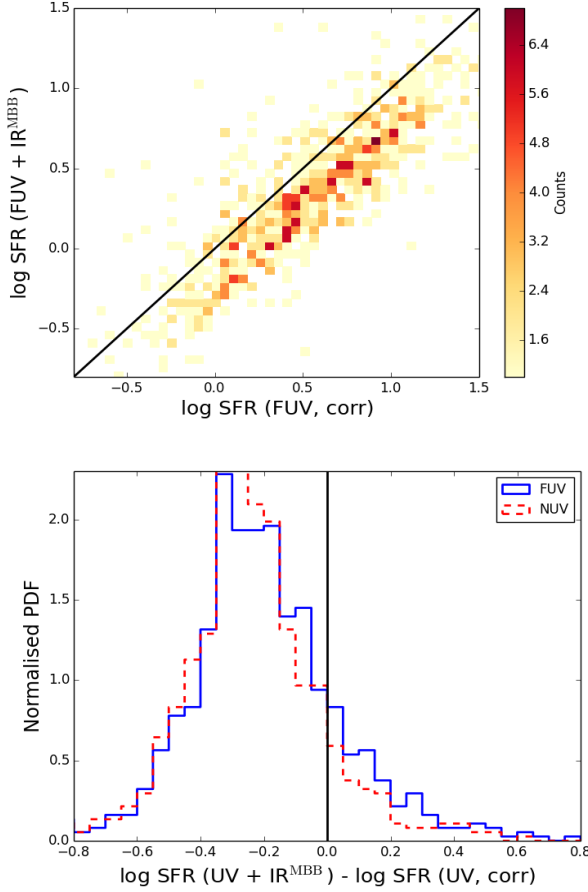 1.5
1.0
0.5
0.0
−0.5
log SFR (FUV + IR^MBB)
−0.5 0.0 0.5 1.0 1.5
log SFR (FUV, corr)
6.4
5.6
4.8
4.0
3.2
2.4
1.6
Counts
2.0
1.5
1.0
0.5
0.0
Normalised PDF
FUV
NUV
−0.8 −0.6 −0.4 −0.2 0.0 0.2 0.4 0.6 0.8
log SFR (UV + IR^MBB) - log SFR (UV, corr)